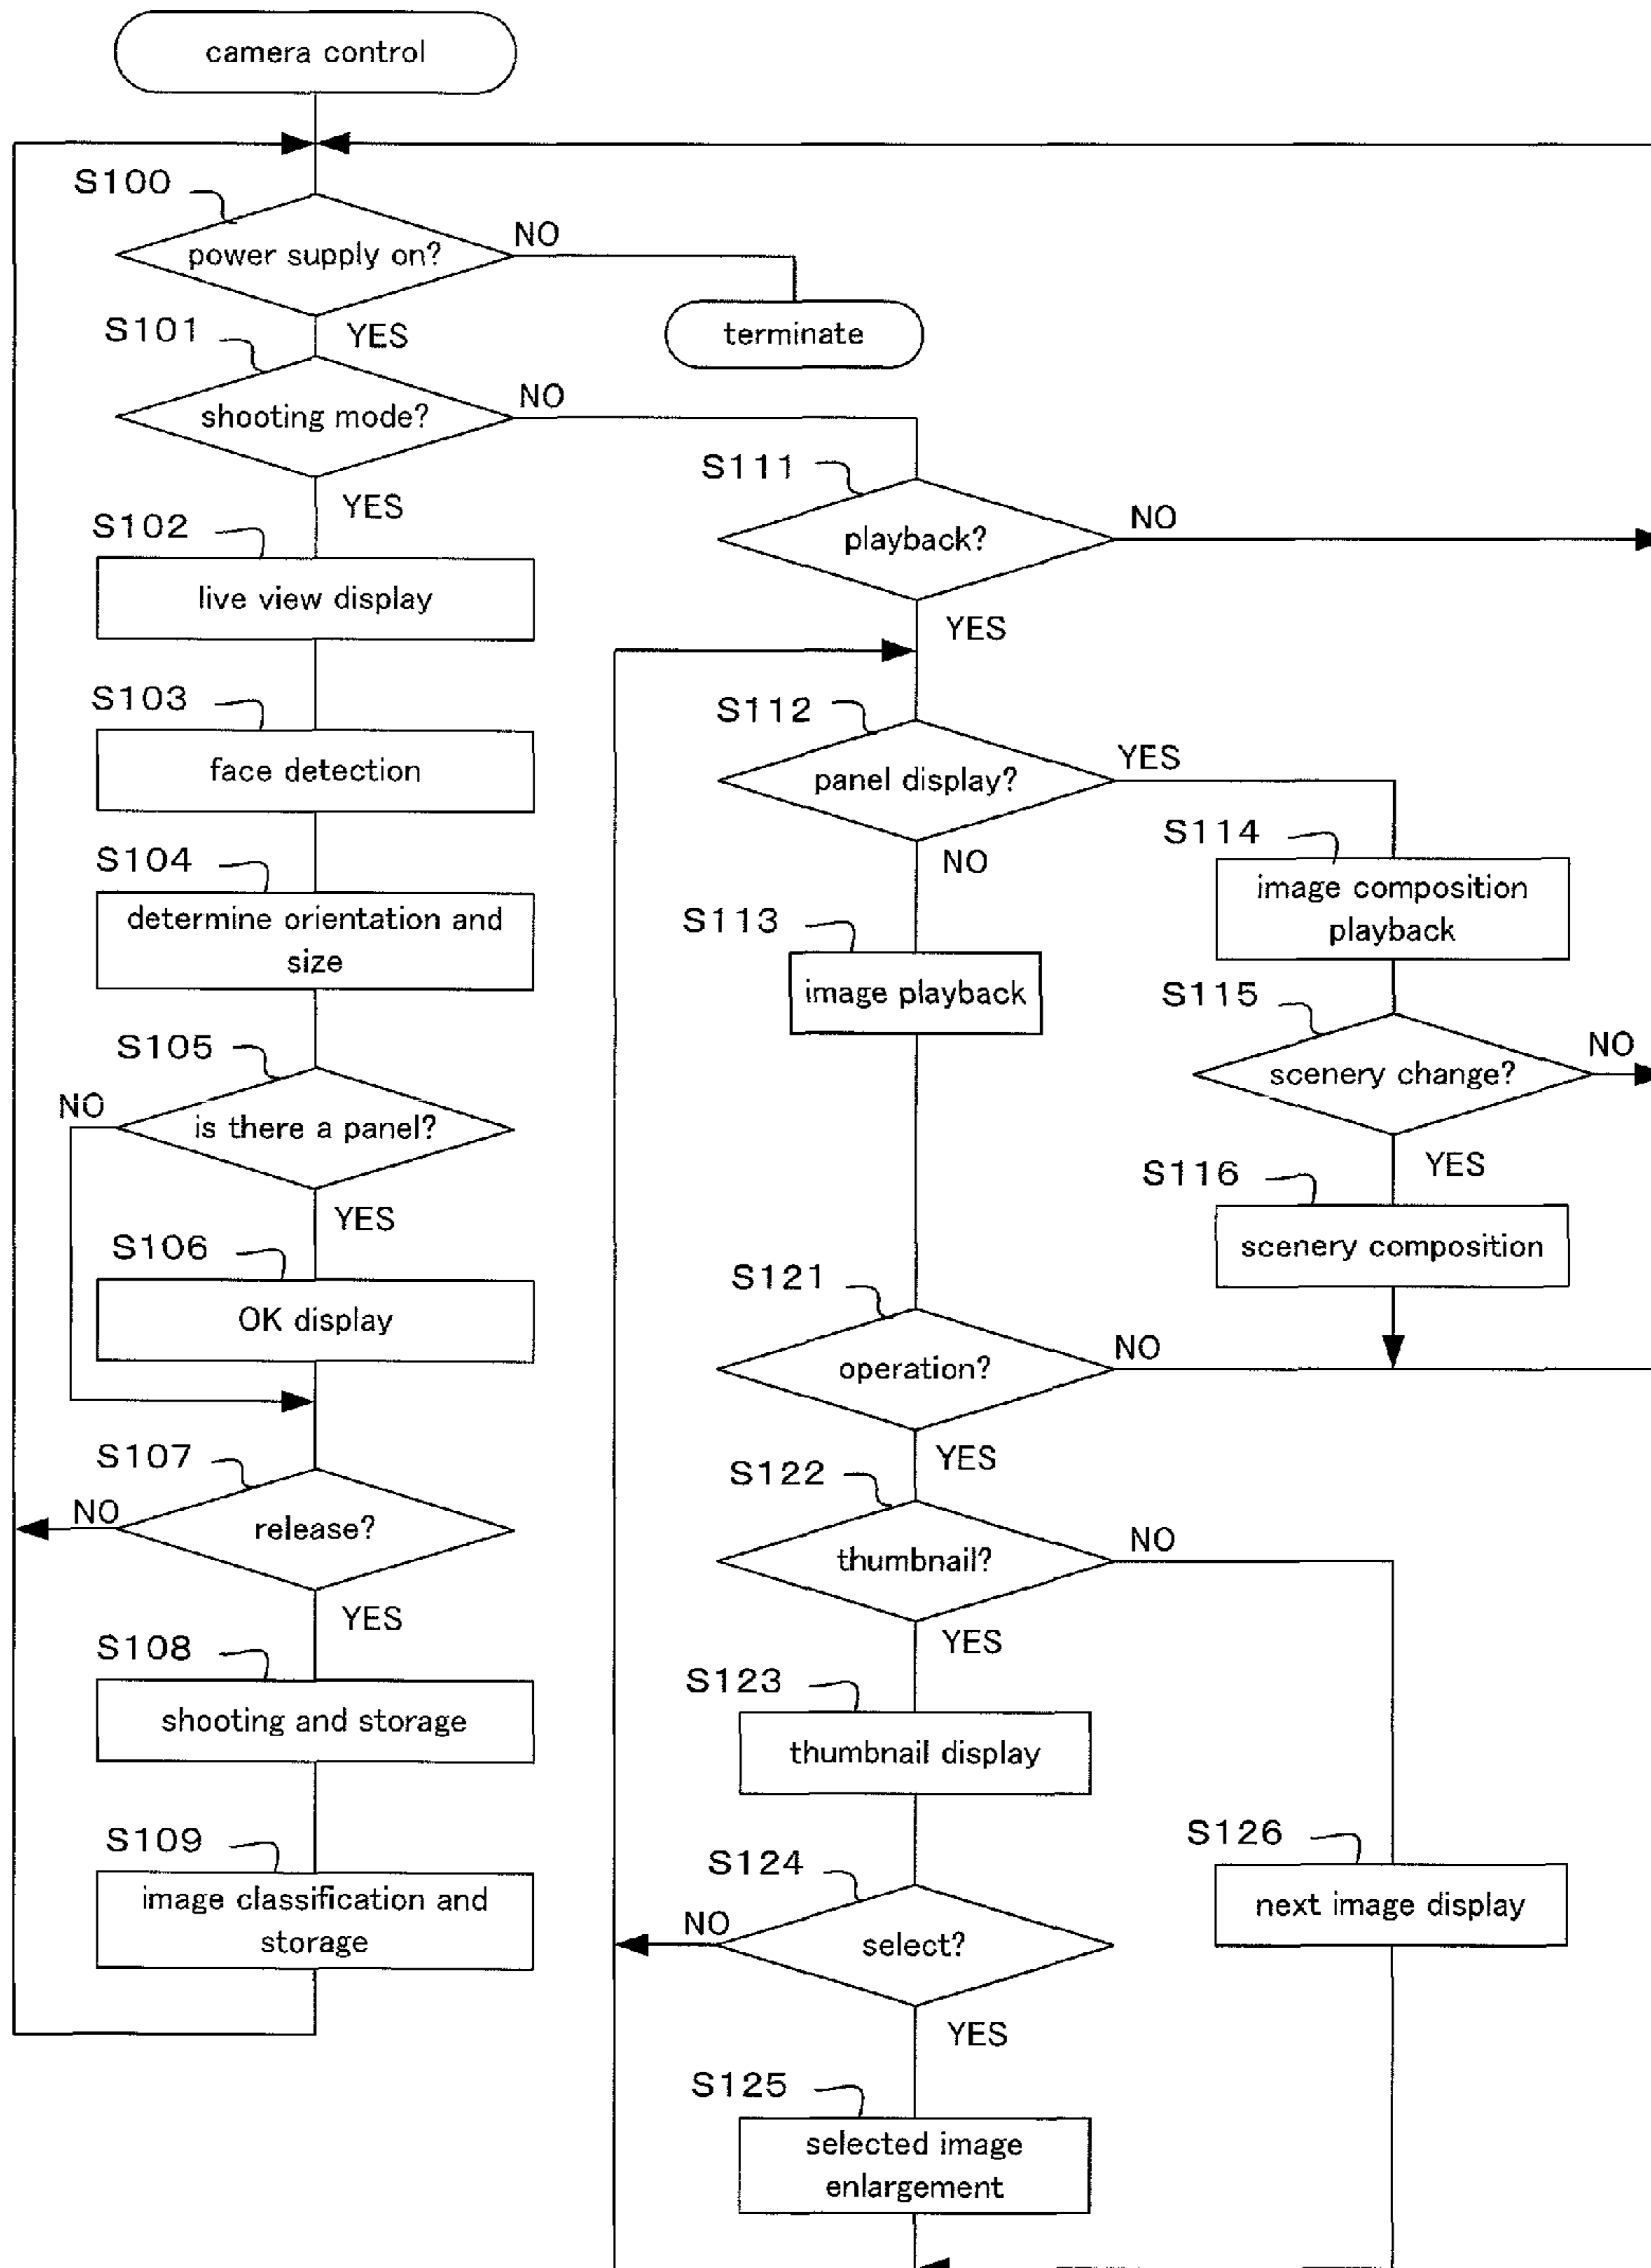 camera control
S100
power supply on?
NO
terminate
YES
S101
shooting mode?
NO
YES
S102
live view display
S103
face detection
S104
determine orientation and
size
S105
NO
is there a panel?
YES
S106
OK display
S107
NO
release?
YES
S108
shooting and storage
S109
image classification and
storage
S111
playback?
NO
YES
S112
panel display?
YES
NO
S113
image playback
S114
image composition
playback
S115
scenery change?
NO
YES
S116
scenery composition
S121
operation?
NO
YES
S122
thumbnail?
NO
YES
S123
thumbnail display
S124
NO
select?
YES
S125
selected image
enlargement
S126
next image display